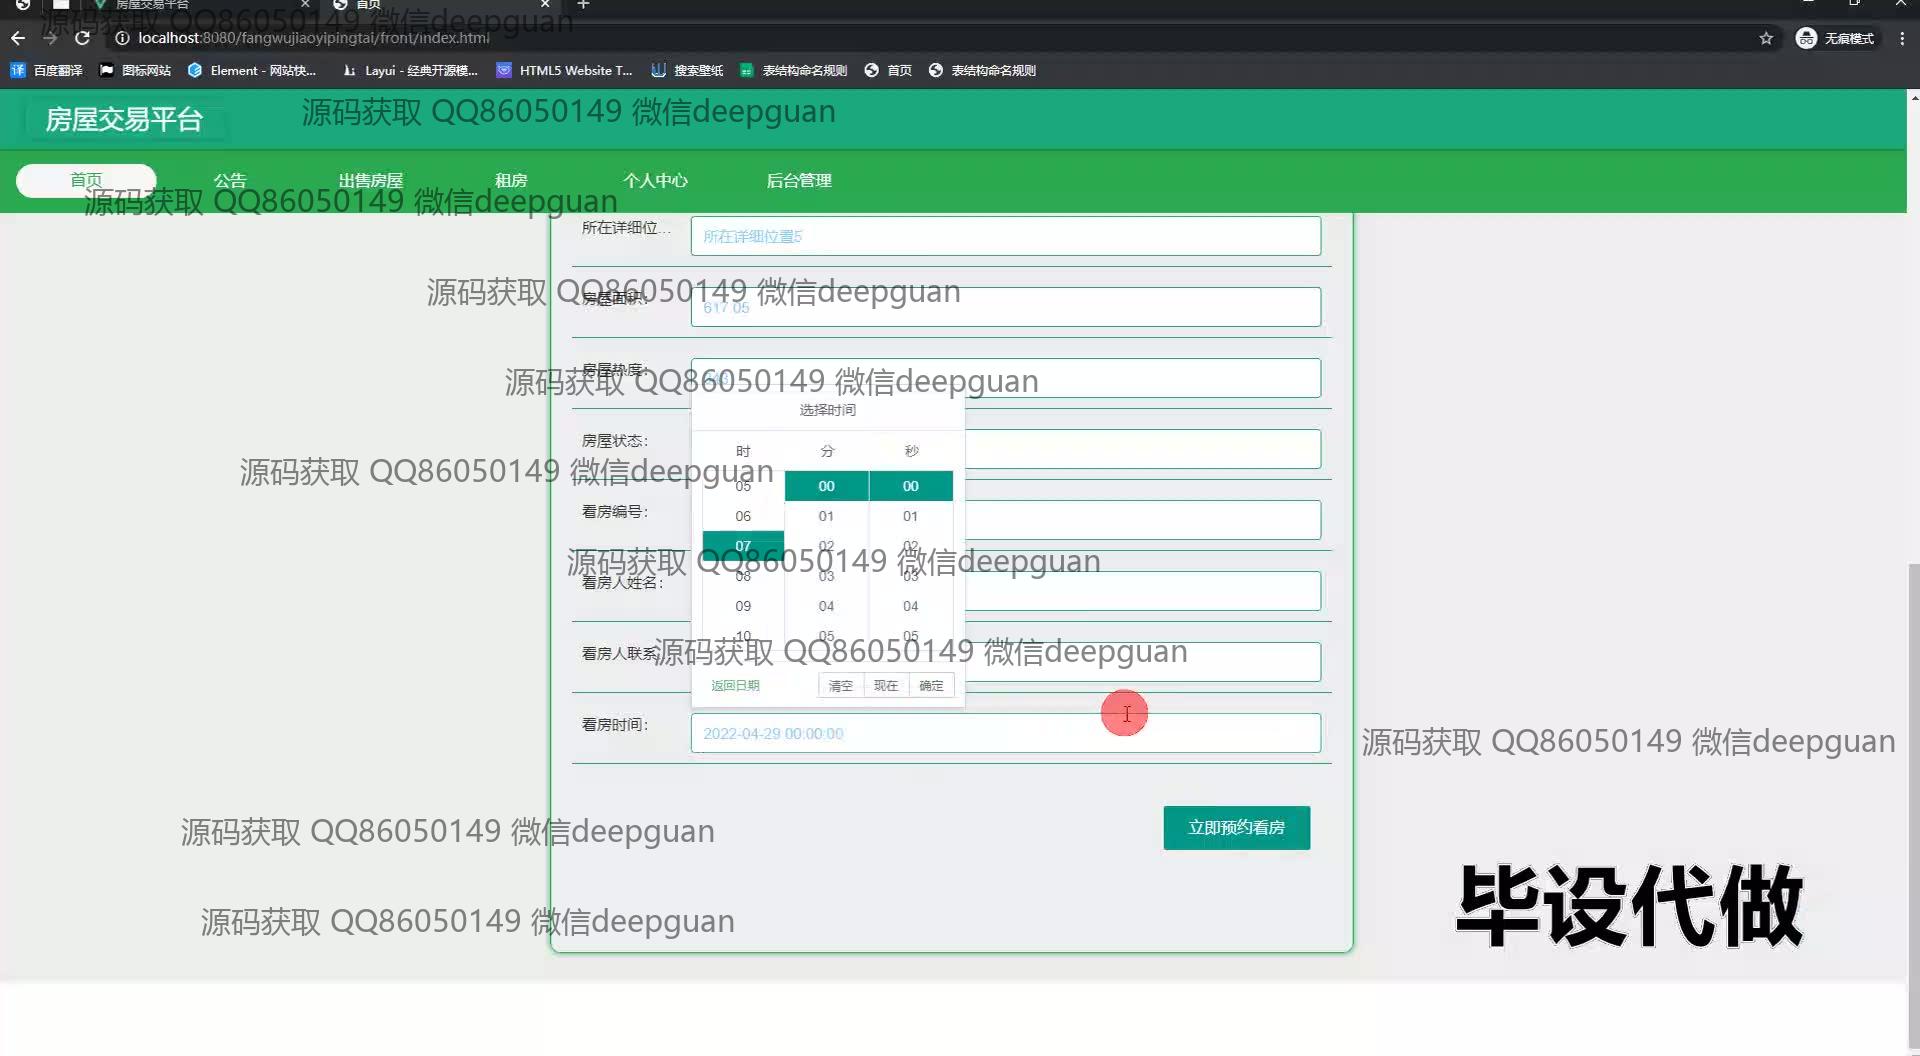 房屋交易平台
首页
源码获取 QQ86050149 微信deepguan
localhost:8080/fangwujiaoyipingtai/front/index.html
无痕模式
百度翻译
图标网站
Element - 网站快...
Layui - 经典开源模...
HTML5 Website T...
搜索壁纸
表结构命名规则
首页
表结构命名规则
房屋交易平台
源码获取 QQ86050149 微信deepguan
首页
公告
出售房屋
租房
个人中心
后台管理
源码获取 QQ86050149 微信deepguan
所在详细位...
所在详细位置5
源码获取 QQ86050149 微信deepguan
房屋面积:
617.05
房屋热度:
源码获取 QQ86050149 微信deepguan
选择时间
房屋状态:
时
分
秒
源码获取 QQ86050149 微信deepguan
05
00
00
看房编号:
06
01
01
07
02
02
源码获取 QQ86050149 微信deepguan
看房人姓名:
08
03
03
09
04
04
10
05
05
看房人联系
源码获取 QQ86050149 微信deepguan
返回日期
清空
现在
确定
看房时间:
2022-04-29 00:00:00
源码获取 QQ86050149 微信deepguan
立即预约看房
源码获取 QQ86050149 微信deepguan
毕设代做
源码获取 QQ86050149 微信deepguan